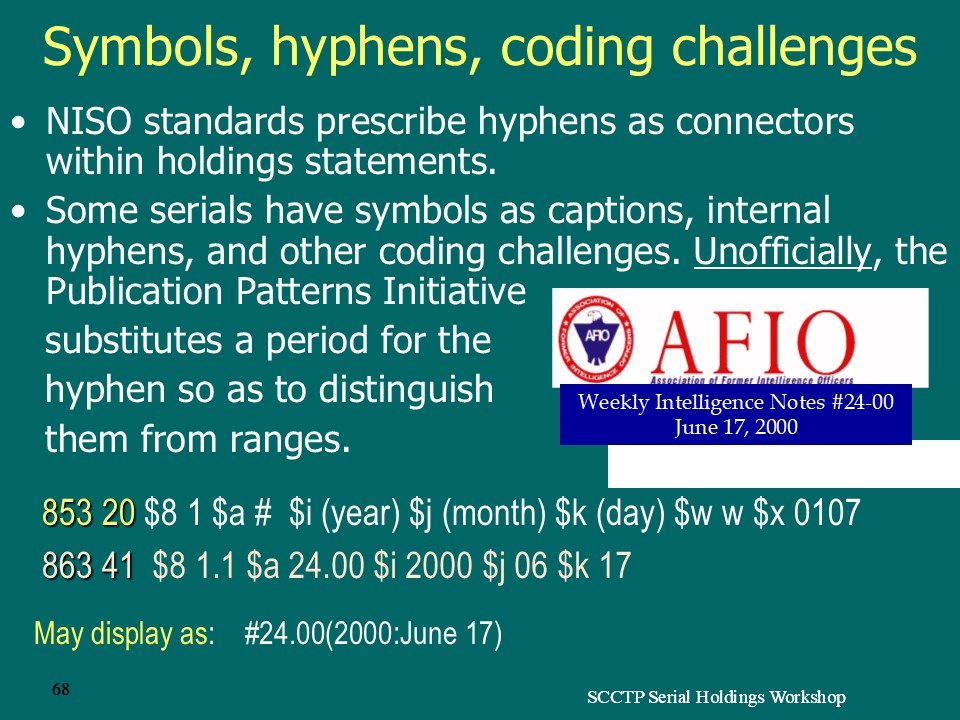 Symbols, hyphens, coding challenges
• NISO standards prescribe hyphens as connectors
within holdings statements.
• Some serials have symbols as captions, internal
hyphens, and other coding challenges. Unofficially, the
Publication Patterns Initiative
substitutes a period for the
hyphen so as to distinguish
them from ranges.
ASSOCIATION OF FORMER INTELLIGENCE OFFICERS
AFIO
AFIO
Association of Former Intelligence Officers
Weekly Intelligence Notes #24-00
June 17, 2000
853 20 $8 1 $a # $i (year) $j (month) $k (day) $w w $x 0107
863 41 $8 1.1 $a 24.00 $i 2000 $j 06 $k 17
May display as: #24.00(2000:June 17)
68
SCCTP Serial Holdings Workshop